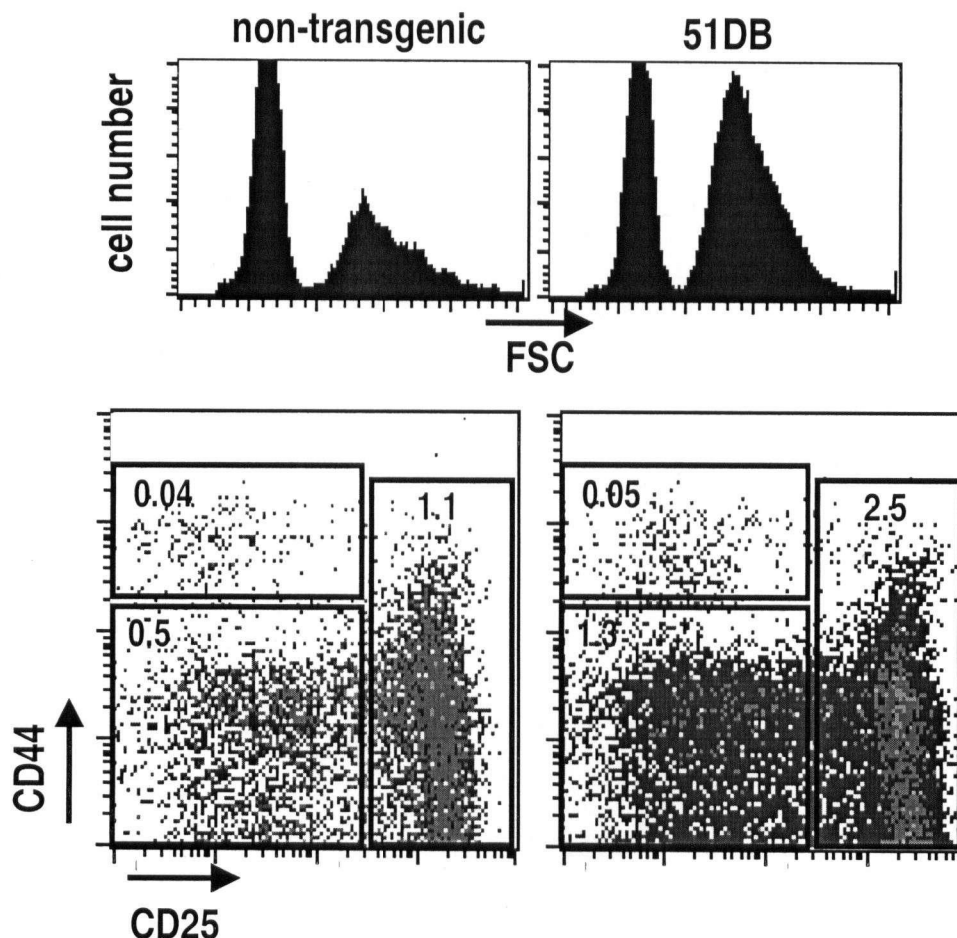 non-transgenic 51DB
cell number
FSC
0.04 1.1 0.05 2.5
0.5 1.3
CD44
CD25